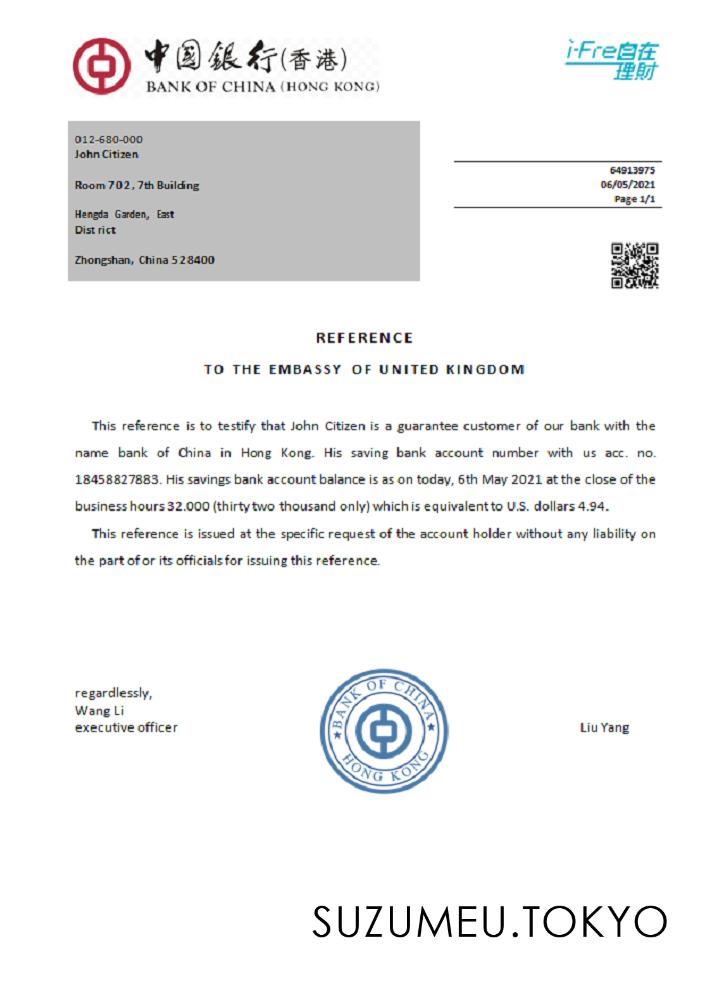 中國銀行(香港)
BANK OF CHINA (HONG KONG)
i-Fre自在
理財
012-680-000
John Citizen
Room 702, 7th Building
Hengda Garden, East
District
Zhongshan, China 528400
64913975
06/05/2021
Page 1/1
REFERENCE
TO THE EMBASSY OF UNITED KINGDOM
This reference is to testify that John Citizen is a guarantee customer of our bank with the
name bank of China in Hong Kong. His saving bank account number with us acc. no.
18458827883. His savings bank account balance is as on today, 6th May 2021 at the close of the
business hours 32.000 (thirty two thousand only) which is equivalent to U.S. dollars 4.94.
This reference is issued at the specific request of the account holder without any liability on
the part of or its officials for issuing this reference.
regardlessly,
Wang Li
executive officer
BANK OF CHINA
HONG KONG
Liu Yang
SUZUMEU.TOKYO